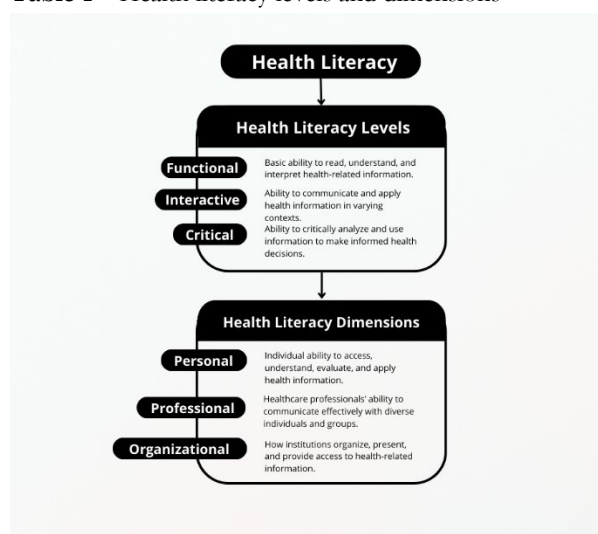 Health Literacy
Health Literacy Levels
Functional
Basic ability to read, understand, and
interpret health-related information.
Interactive
Ability to communicate and apply
health information in varying
contexts.
Critical
Ability to critically analyze and use
information to make informed health
decisions.
Health Literacy Dimensions
Personal
Individual ability to access,
understand, evaluate, and apply
health information.
Professional
Healthcare professionals' ability to
communicate effectively with diverse
individuals and groups.
Organizational
How institutions organize, present,
and provide access to health-related
information.